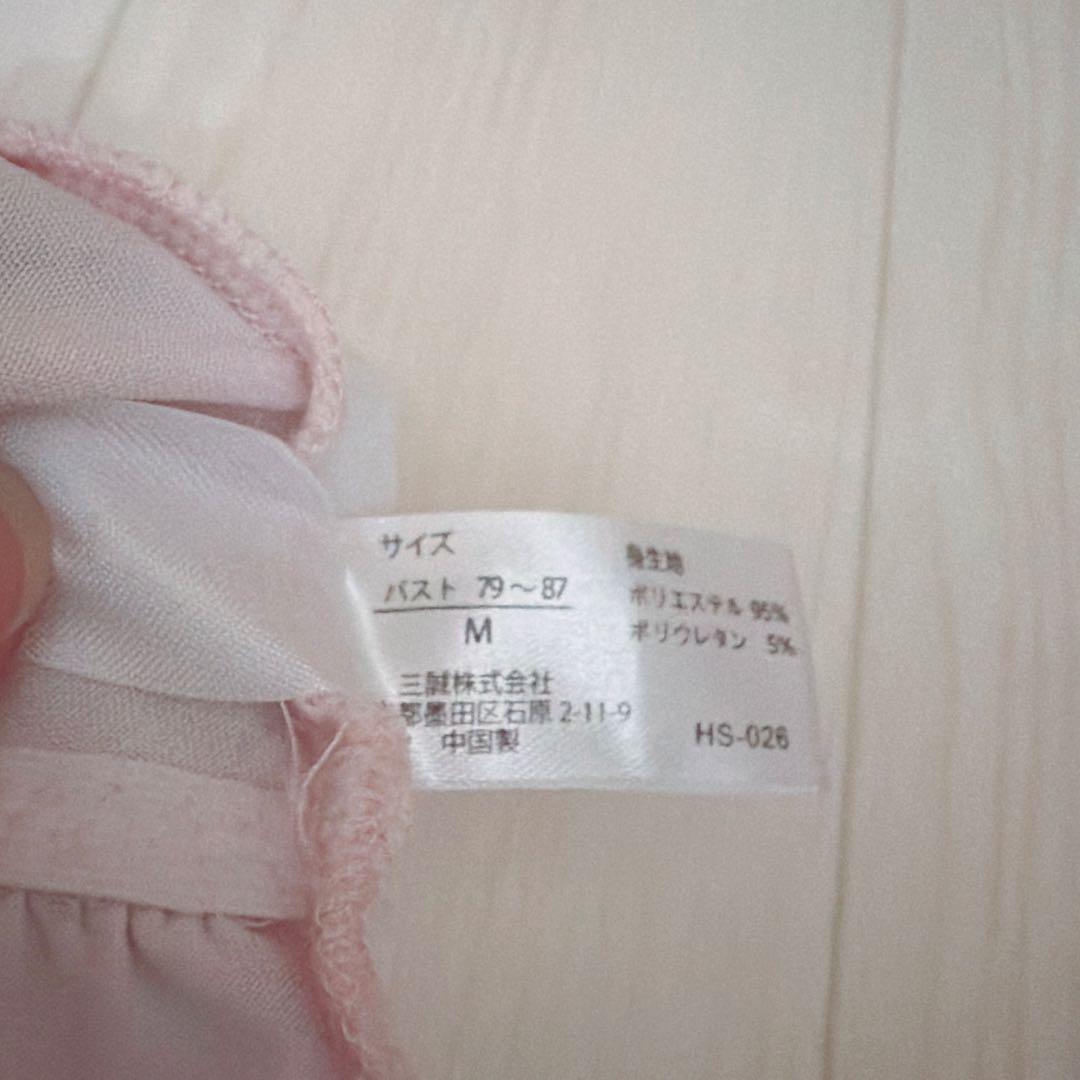 サイズ
バスト 79～87
M
三誠株式会社
都墨田区石原 2-11-9
中国製
身生地
ポリエステル 95%
ポリウレタン 5%
HS-026